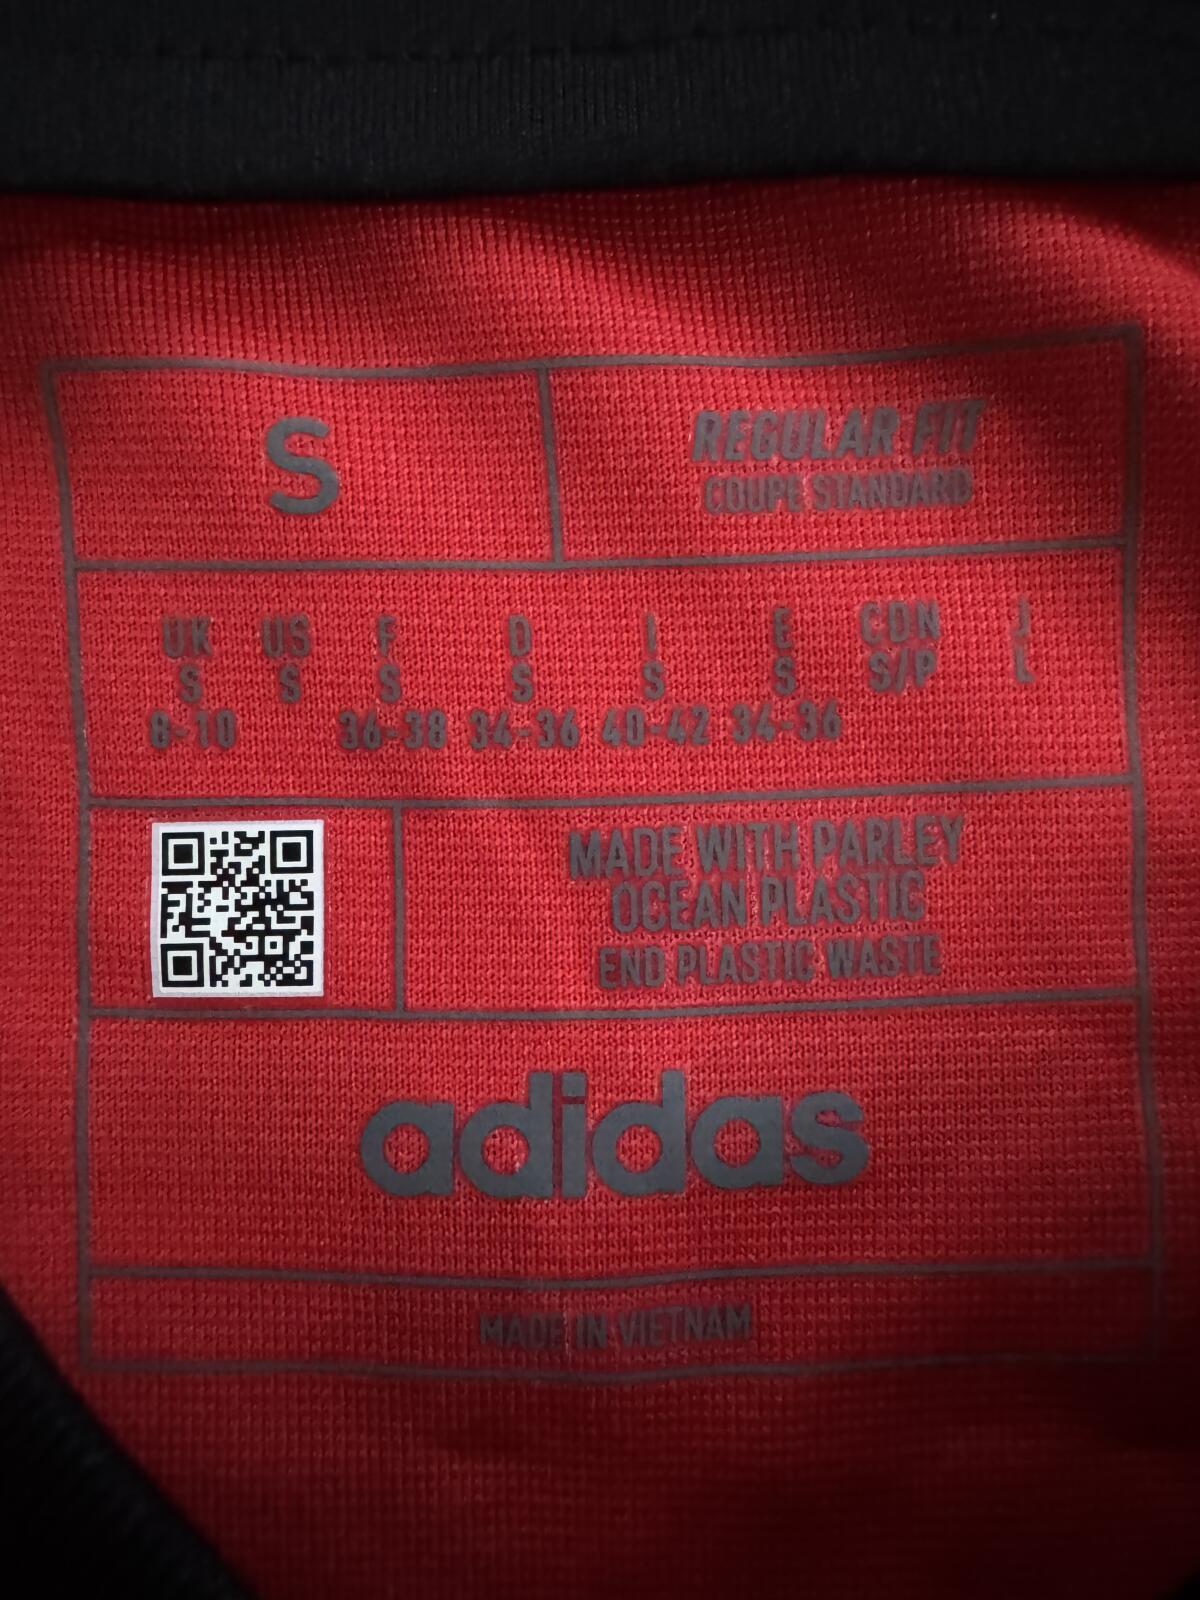 S
REGULAR FIT
COUPE STANDARD
UK US F D I E CDN J
S S S S S S S/P L
8-10 36-38 34-36 40-42 34-36
MADE WITH PARLEY
OCEAN PLASTIC
END PLASTIC WASTE
adidas
MADE IN VIETNAM